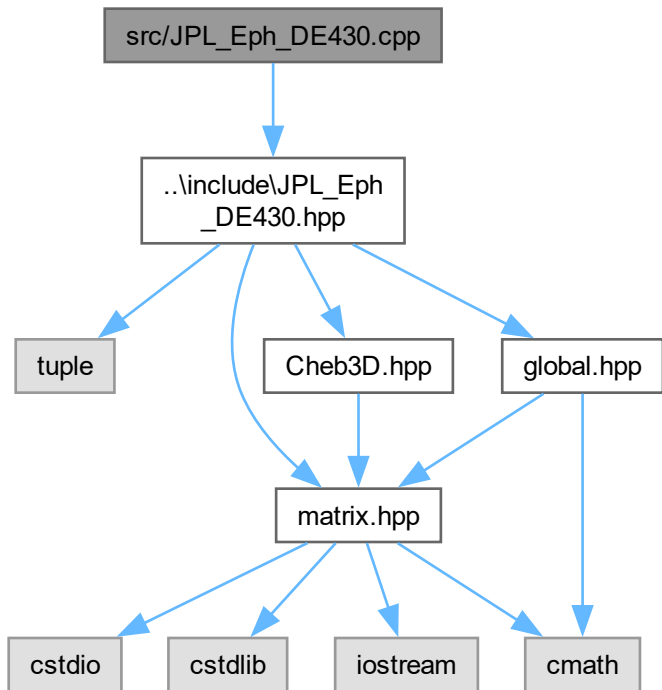 src/JPL_Eph_DE430.cpp
..\include\JPL_Eph
_DE430.hpp
tuple
Cheb3D.hpp
global.hpp
matrix.hpp
cstdio
cstdlib
iostream
cmath